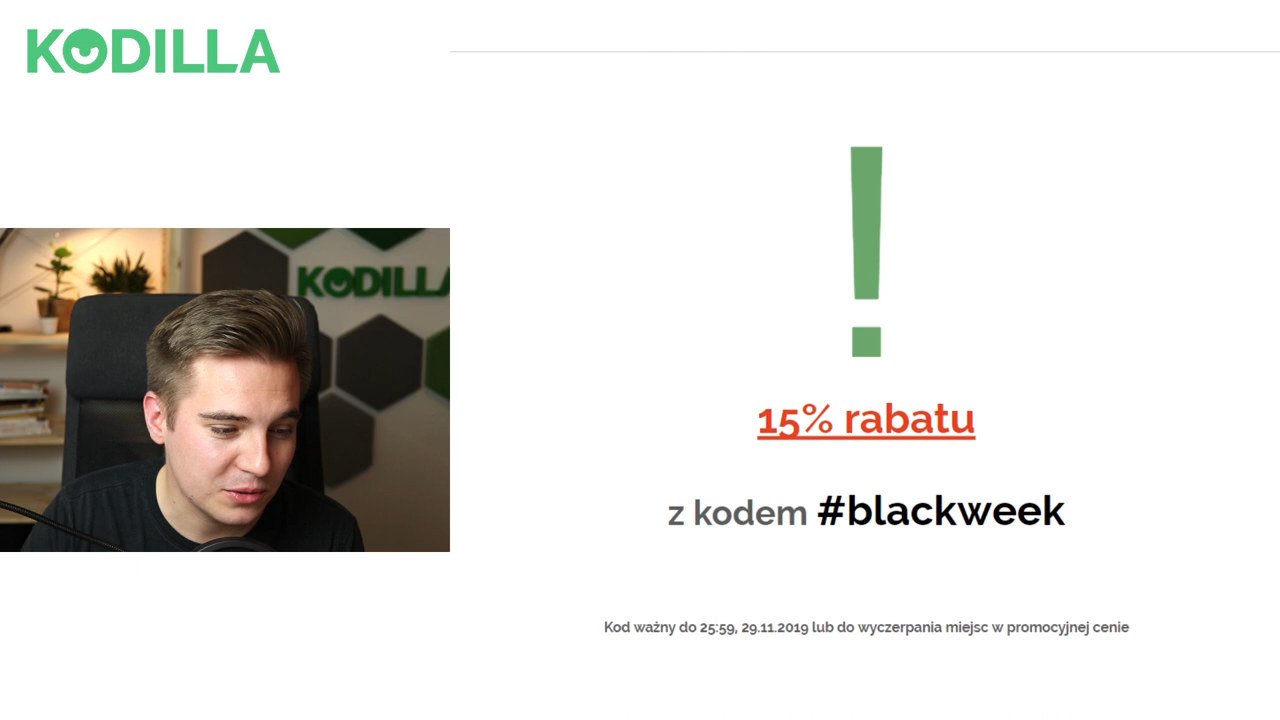 KODILLA
KODILLA
15% rabatu
z kodem #blackweek
Kod ważny do 25:59, 29.11.2019 lub do wyczerpania miejsc w promocyjnej cenie